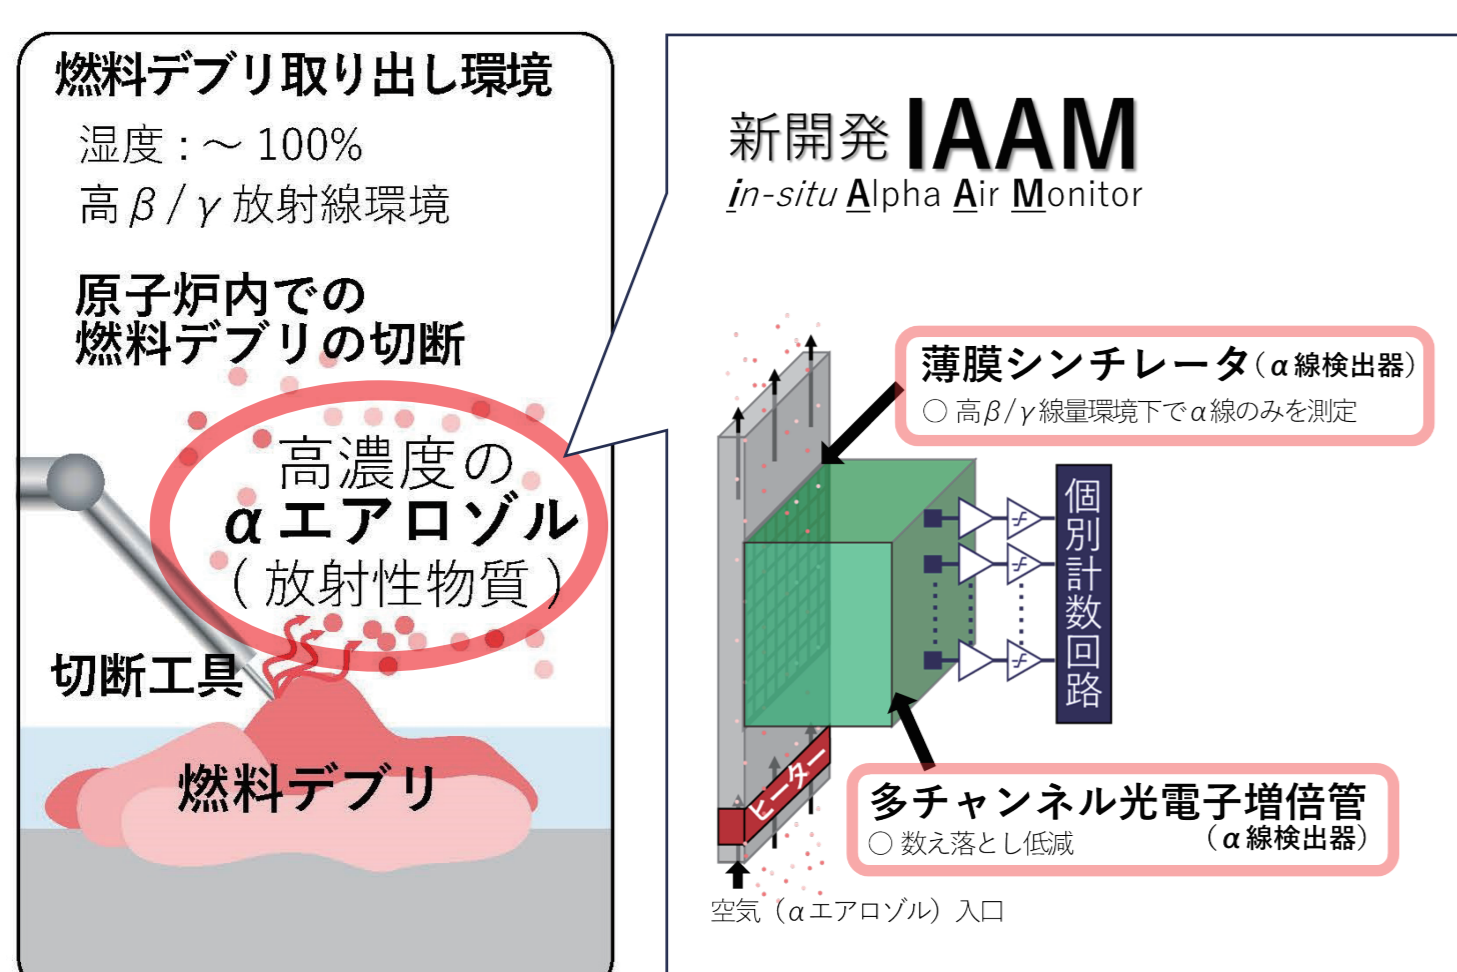 燃料デブリ取り出し環境
湿度：～ 100%
高β/γ放射線環境
原子炉内での
燃料デブリの切断
高濃度の
αエアロゾル
（放射性物質）
切断工具
燃料デブリ
新開発 IAAM
in-situ Alpha Air Monitor
薄膜シンチレータ（α線検出器）
○ 高β/γ線量環境下でα線のみを測定
個別計数回路
ヒーター
多チャンネル光電子増倍管
○ 数え落とし低減 （α線検出器）
空気（αエアロゾル）入口